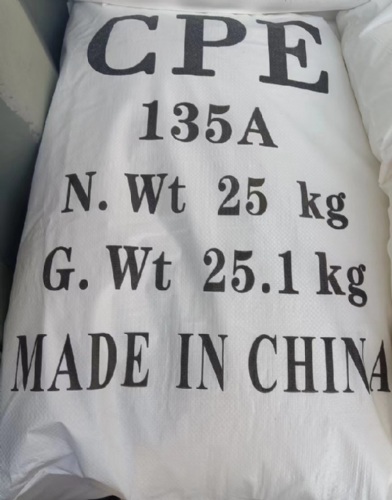 CPE
135A
N. Wt 25 kg
G. Wt 25.1 kg
MADE IN CHINA